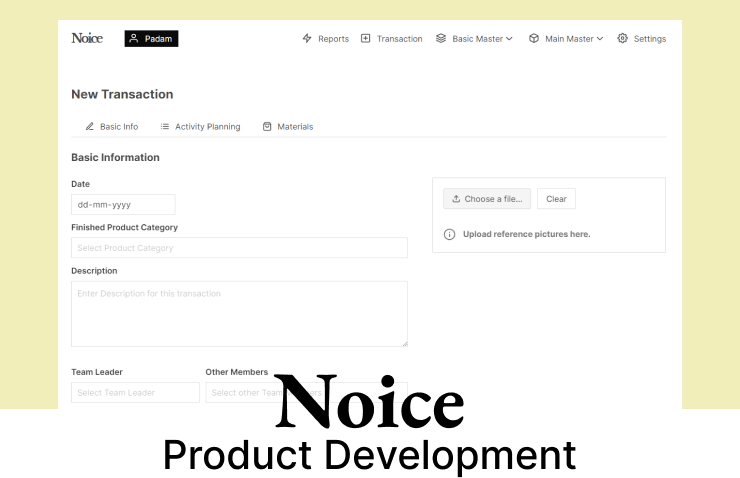 Noice Padam Reports Transaction Basic Master Main Master Settings
New Transaction
Basic Info Activity Planning Materials
Basic Information
Date
dd-mm-yyyy
Choose a file... Clear
Upload reference pictures here.
Finished Product Category
Select Product Category
Description
Enter Description for this transaction
Team Leader Other Members
Select Team Leader Select other Team
Noice
Product Development